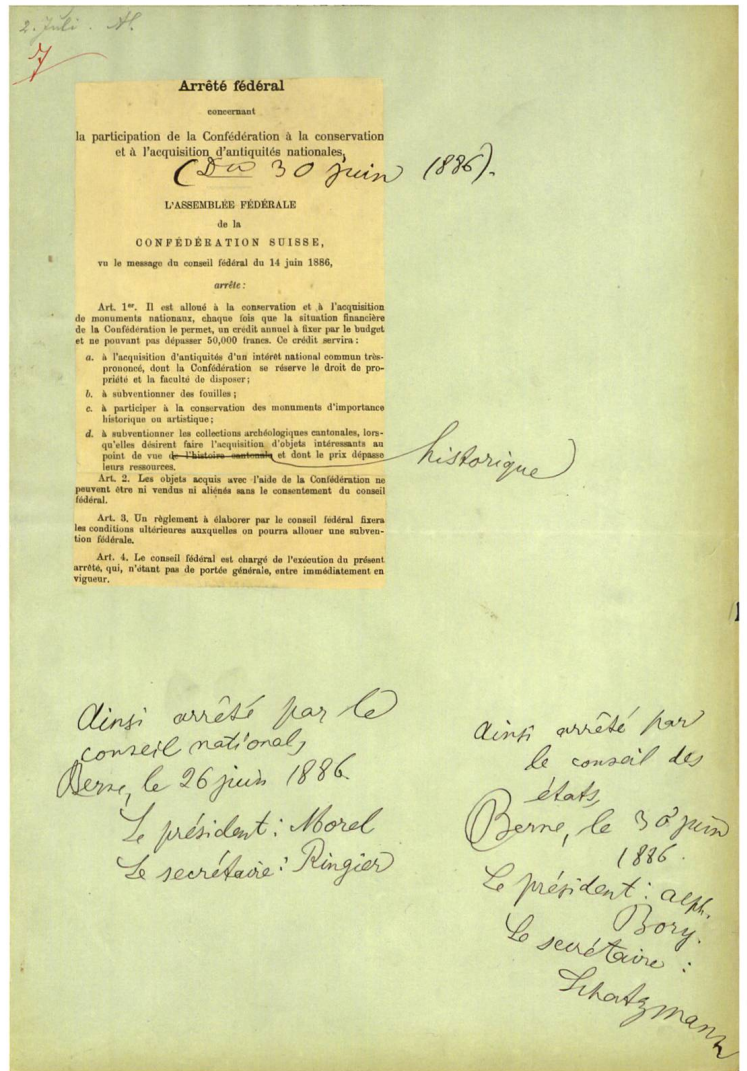 2. Juli. Al.
7
Arrêté fédéral
concernant
la participation de la Confédération à la conservation
et à l'acquisition d'antiquités nationales,
(Du 30 juin 1886).
L'ASSEMBLÉE FÉDÉRALE
de la
CONFÉDÉRATION SUISSE,
vu le message du conseil fédéral du 14 juin 1886,
arrête:
Art. 1er. Il est alloué à la conservation et à l'acquisition
de monuments nationaux, chaque fois que la situation financière
de la Confédération le permet, un crédit annuel à fixer par le budget
et ne pouvant pas dépasser 50,000 francs. Ce crédit servira:
a. à l'acquisition d'antiquités d'un intérêt national commun très-
prononcé, dont la Confédération se réserve le droit de pro-
priété et la faculté de disposer;
b. à subventionner des fouilles;
c. à participer à la conservation des monuments d'importance
historique ou artistique;
d. à subventionner les collections archéologiques cantonales, lors-
qu'elles désirent faire l'acquisition d'objets intéressants au
point de vue de l'histoire cantonale et dont le prix dépasse
historique
leurs ressources.
Art. 2. Les objets acquis avec l'aide de la Confédération ne
peuvent être ni vendus ni aliénés sans le consentement du conseil
fédéral.
Art. 3. Un règlement à élaborer par le conseil fédéral fixera
les conditions ultérieures auxquelles on pourra allouer une subven-
tion fédérale.
Art. 4. Le conseil fédéral est chargé de l'exécution du présent
arrêté, qui, n'étant pas de portée générale, entre immédiatement en
vigueur.
Ainsi arrêté par le
conseil national,
Berne, le 26 juin 1886.
Le président: Morel
Le secrétaire: Ringier
Ainsi arrêté par
le conseil des
états,
Berne, le 30 juin
1886.
Le président: Alph.
Bory.
Le secrétaire:
Schatzmann